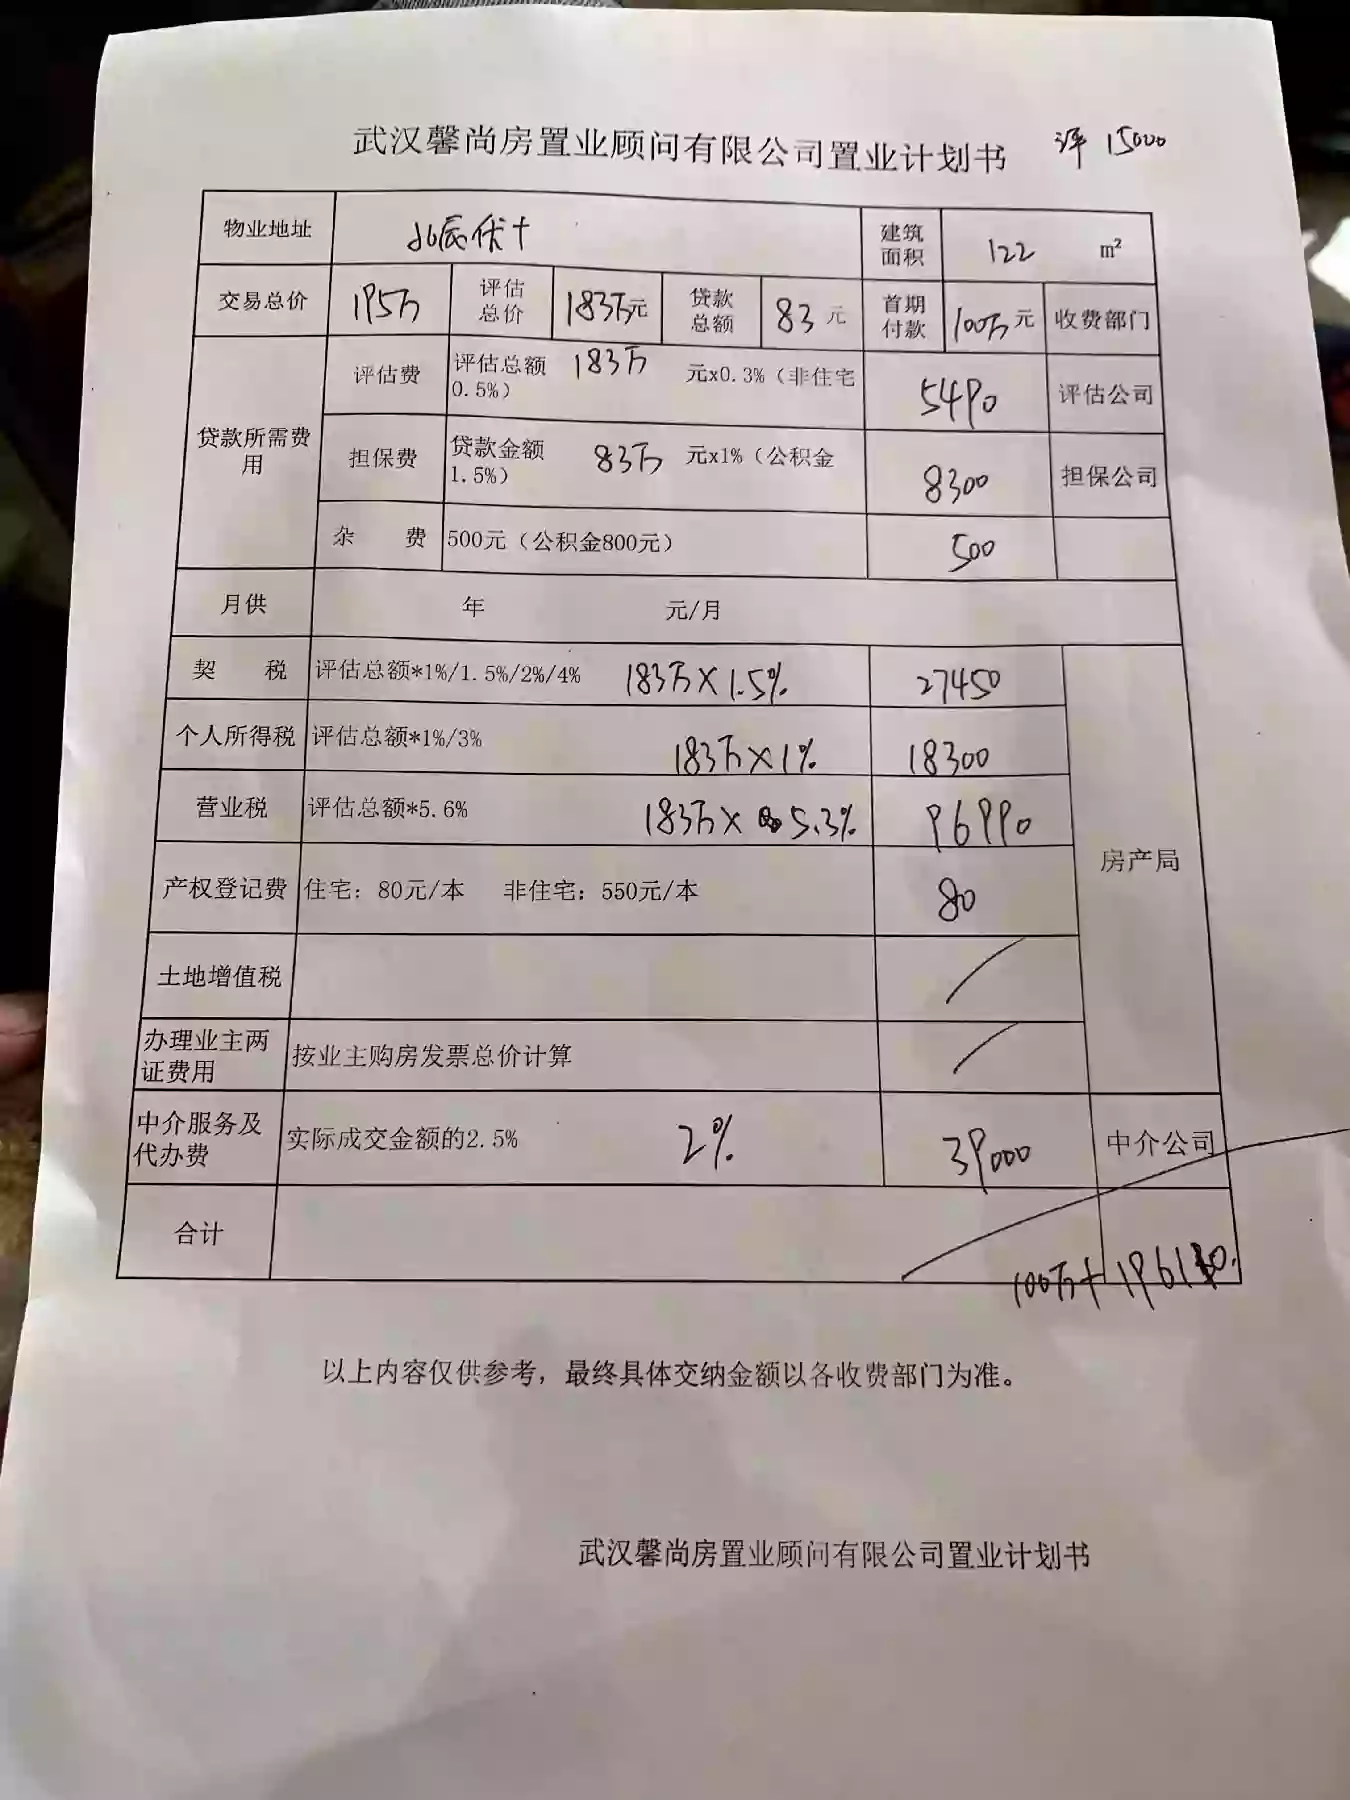 武汉馨尚房置业顾问有限公司置业计划书 评 15000
物业地址 北辰优+ 建筑面积 122 m²
交易总价 195万 评估总价 183万元 贷款总额 83 元 首期付款 100万元 收费部门
贷款所需费用
评估费 评估总额 183万 元x0.3%（非住宅0.5%） 5490 评估公司
担保费 贷款金额 83万 元x1%（公积金1.5%） 8300 担保公司
杂 费 500元（公积金800元） 500
月供 年 元/月
契 税 评估总额*1%/1.5%/2%/4% 183万×1.5% 27450
个人所得税 评估总额*1%/3% 183万×1% 18300
营业税 评估总额*5.6% 183万× 5.3% 96990
产权登记费 住宅：80元/本 非住宅：550元/本 80
房产局
土地增值税 /
办理业主两证费用 按业主购房发票总价计算 /
中介服务及代办费 实际成交金额的2.5% 2% 39000 中介公司
合计 100万+196110.
以上内容仅供参考，最终具体交纳金额以各收费部门为准。
武汉馨尚房置业顾问有限公司置业计划书